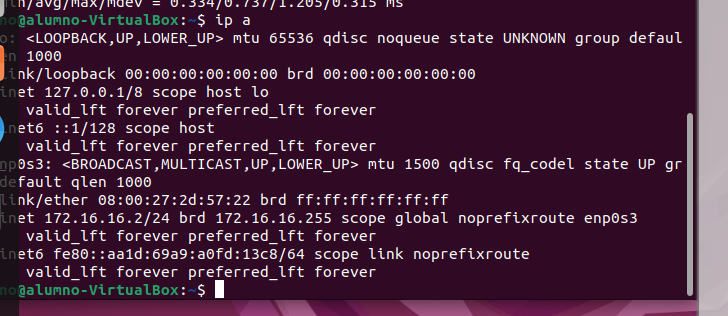 in/avg/max/mdev = 0.334/0.737/1.205/0.315 ms
no@alumno-VirtualBox:~$ ip a
o: <LOOPBACK,UP,LOWER_UP> mtu 65536 qdisc noqueue state UNKNOWN group defaul
len 1000
link/loopback 00:00:00:00:00:00 brd 00:00:00:00:00:00
inet 127.0.0.1/8 scope host lo
valid_lft forever preferred_lft forever
inet6 ::1/128 scope host
valid_lft forever preferred_lft forever
np0s3: <BROADCAST,MULTICAST,UP,LOWER_UP> mtu 1500 qdisc fq_codel state UP gr
default qlen 1000
link/ether 08:00:27:2d:57:22 brd ff:ff:ff:ff:ff:ff
inet 172.16.16.2/24 brd 172.16.16.255 scope global noprefixroute enp0s3
valid_lft forever preferred_lft forever
inet6 fe80::aa1d:69a9:a0fd:13c8/64 scope link noprefixroute
valid_lft forever preferred_lft forever
no@alumno-VirtualBox:~$